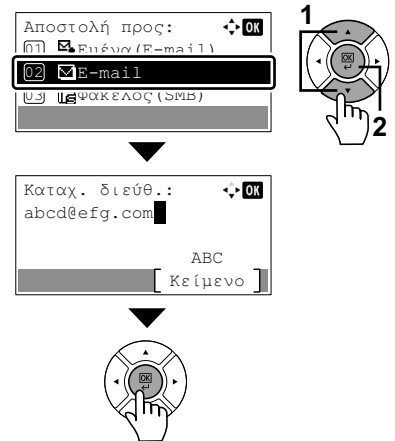 Αποστολή προς: OK
01 Εμένα(E-mail)
02 E-mail
03 Φάκελος(SMB)
1
OK
2
Καταχ. διεύθ.: OK
abcd@efg.com
ABC
[ Κείμενο ]
OK